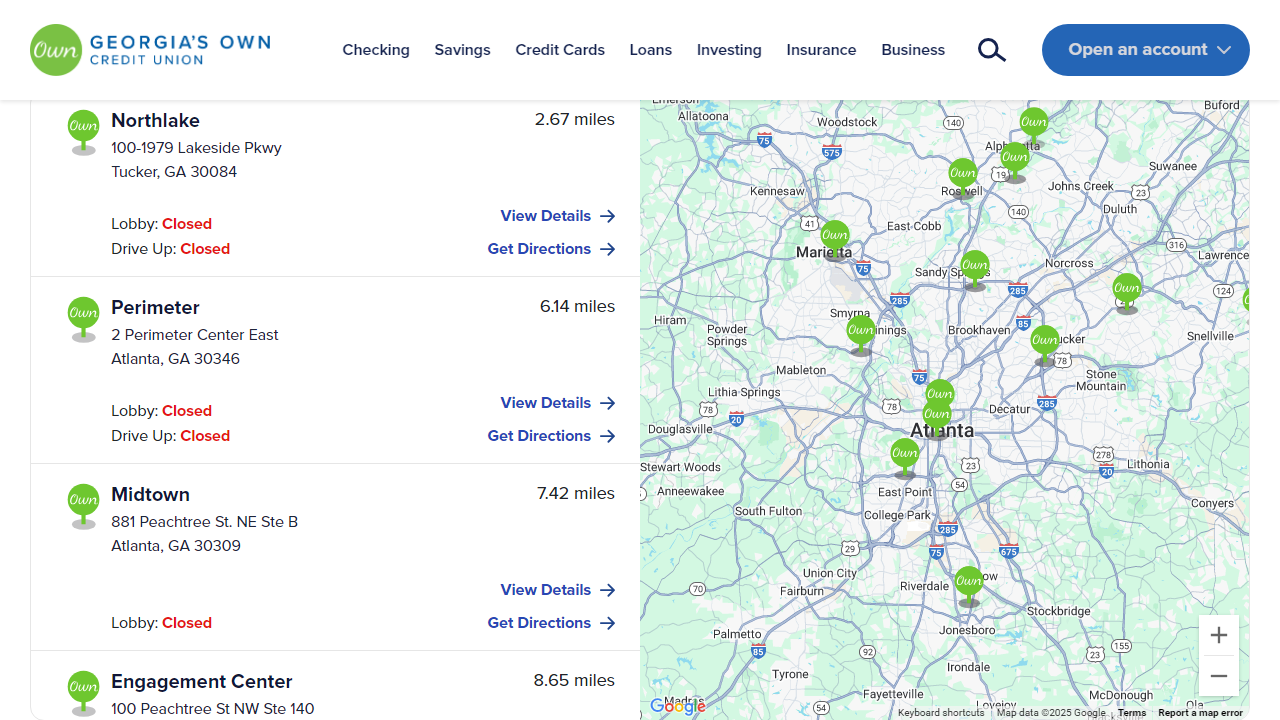 Own GEORGIA'S OWN
CREDIT UNION
Checking
Savings
Credit Cards
Loans
Investing
Insurance
Business
Open an account
Own
Northlake
2.67 miles
100-1979 Lakeside Pkwy
Tucker, GA 30084
Lobby: Closed
View Details
Drive Up: Closed
Get Directions
Own
Perimeter
6.14 miles
2 Perimeter Center East
Atlanta, GA 30346
Lobby: Closed
View Details
Drive Up: Closed
Get Directions
Own
Midtown
7.42 miles
881 Peachtree St. NE Ste B
Atlanta, GA 30309
View Details
Lobby: Closed
Get Directions
Own
Engagement Center
8.65 miles
100 Peachtree St NW Ste 140
Allatoona
Buford
Woodstock
140
Own
75
575
Own
Suwanee
Own
19
Kennesaw
Johns Creek
23
Duluth
140
41
East Cobb
Own
316
Marietta
Norcross
Lawrence
75
Own
Sandy Springs
285
124
285
Own
Smyrna
Hiram
85
Powder
Springs
Own
Brookhaven
Snellville
Own
78
Mableton
75
Stone
Mountain
Lithia Springs
Own
78
20
78
Own
Decatur
285
Douglasville
Atlanta
278
Own
23
Lithonia
20
Stewart Woods
54
Anneewakee
East Point
Conyers
South Fulton
College Park
285
29
75
675
Union City
Own
Riverdale
70
Fairburn
Stockbridge
Palmetto
Jonesboro
85
92
155
23
Irondale
Tyrone
Fayetteville
McDonough
54
Lovejoy
Google
Keyboard shortcuts
Map data ©2025 Google
Terms
Report a map error